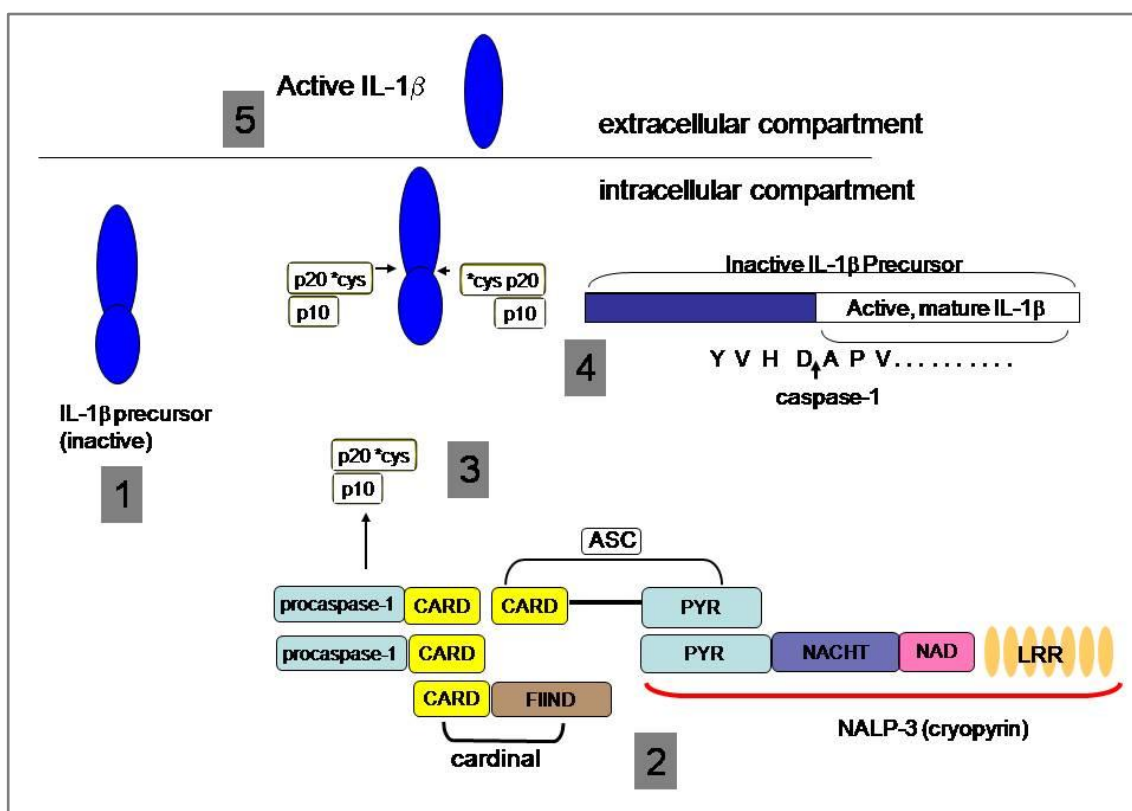 5
Active IL-1β
extracellular compartment
intracellular compartment
p20 *cys
p10
*cys p20
p10
Inactive IL-1β Precursor
Active, mature IL-1β
Y V H D A P V..........
caspase-1
4
IL-1β precursor
(inactive)
1
p20 *cys
p10
3
ASC
procaspase-1
CARD
CARD
PYR
procaspase-1
CARD
PYR
NACHT
NAD
LRR
CARD
FIIND
NALP-3 (cryopyrin)
cardinal
2